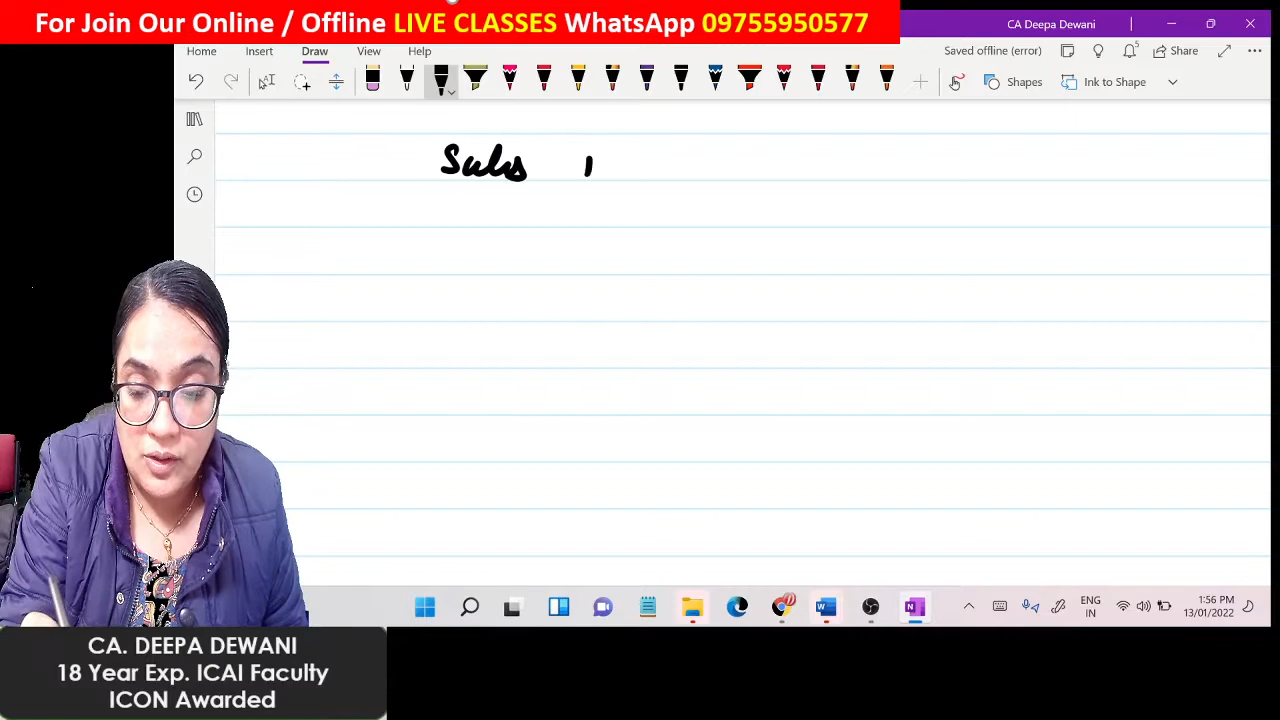 For Join Our Online / Offline LIVE CLASSES WhatsApp 09755950577
CA Deepa Dewani
Home Insert Draw View Help
Saved offline (error)
5
Share
Shapes
Ink to Shape
Sales
ENG
IN
1:56 PM
13/01/2022
CA. DEEPA DEWANI
18 Year Exp. ICAI Faculty
ICON Awarded